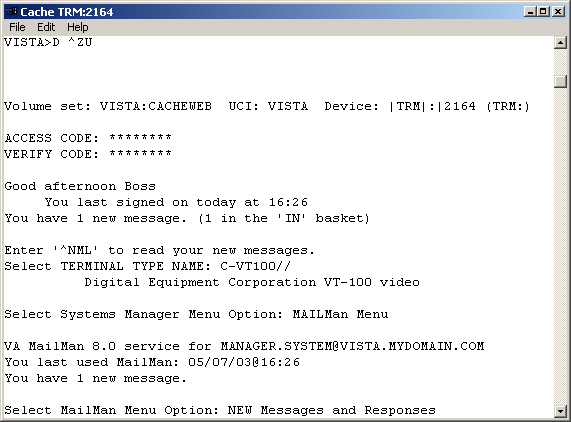 Cache TRM:2164
File Edit Help
VISTA>D ^ZU
Volume set: VISTA:CACHEWEB  UCI: VISTA  Device: |TRM|:|2164 (TRM:)
ACCESS CODE: ********
VERIFY CODE: ********
Good afternoon Boss
     You last signed on today at 16:26
You have 1 new message. (1 in the 'IN' basket)
Enter '^NML' to read your new messages.
Select TERMINAL TYPE NAME: C-VT100//
          Digital Equipment Corporation VT-100 video
Select Systems Manager Menu Option: MAILMan Menu
VA MailMan 8.0 service for MANAGER.SYSTEM@VISTA.MYDOMAIN.COM
You last used MailMan: 05/07/03@16:26
You have 1 new message.
Select MailMan Menu Option: NEW Messages and Responses